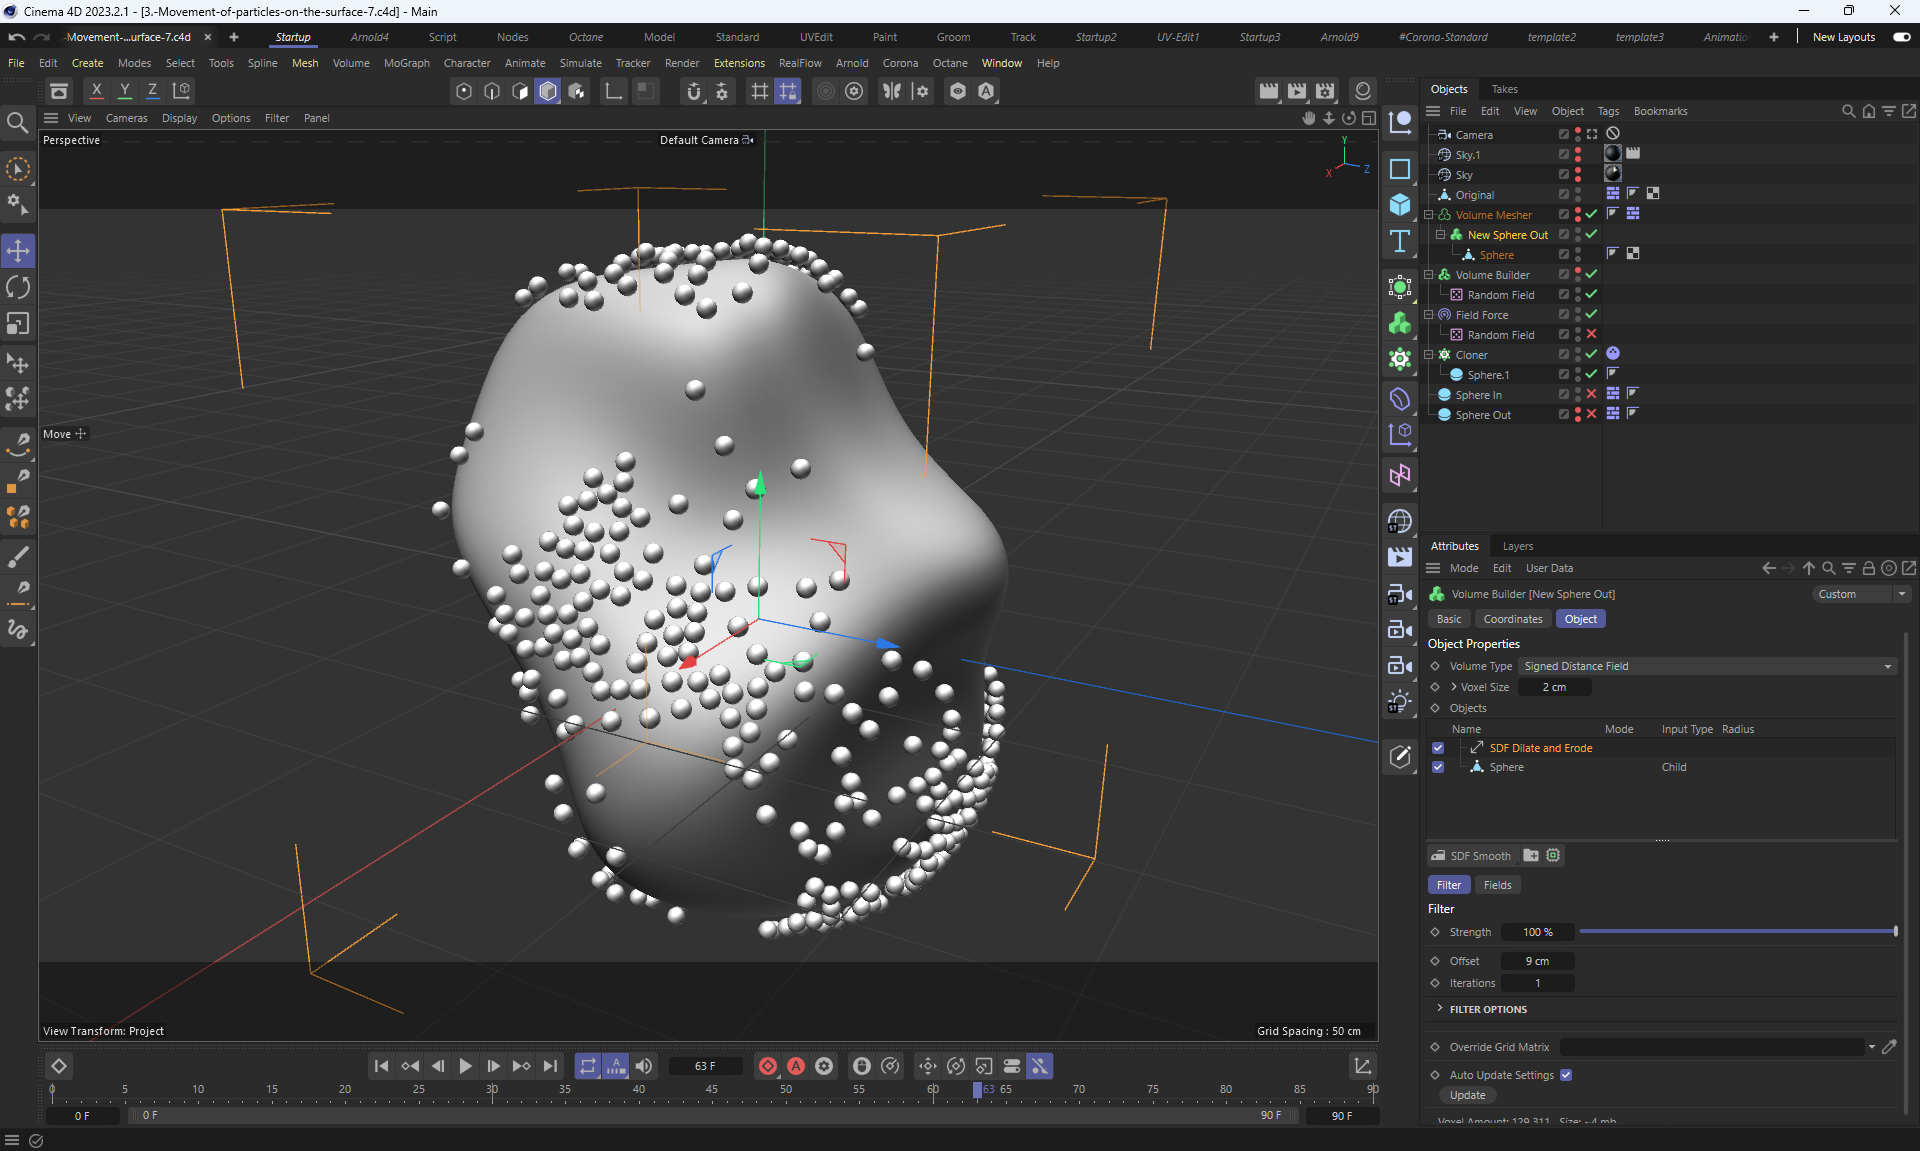 Cinema 4D 2023.2.1 - [3.-Movement-of-particles-on-the-surface-7.c4d] - Main
-Movement-...urface-7.c4d Startup Arnold4 Script Nodes Octane Model Standard UVEdit Paint Groom Track Startup2 UV-Edit1 Startup3 Arnold9 #Corona-Standard template2 template3 Animatio New Layouts
File Edit Create Modes Select Tools Spline Mesh Volume MoGraph Character Animate Simulate Tracker Render Extensions RealFlow Arnold Corona Octane Window Help
X Y Z
View Cameras Display Options Filter Panel
Perspective
Default Camera
Y
X
Z
Move
View Transform: Project
Grid Spacing : 50 cm
Objects Takes
File Edit View Object Tags Bookmarks
Camera
Sky.1
Sky
Original
Volume Mesher
New Sphere Out
Sphere
Volume Builder
Random Field
Field Force
Random Field
Cloner
Sphere.1
Sphere In
Sphere Out
Attributes Layers
Mode Edit User Data
Volume Builder [New Sphere Out]
Custom
Basic Coordinates Object
Object Properties
Volume Type Signed Distance Field
Voxel Size 2 cm
Objects
Name Mode Input Type Radius
SDF Dilate and Erode
Sphere Child
SDF Smooth
Filter Fields
Filter
Strength 100 %
Offset 9 cm
Iterations 1
FILTER OPTIONS
Override Grid Matrix
Auto Update Settings
Update
Voxel Amount: 129,311 Size: ~4 mb
63 F
0 5 10 15 20 25 30 35 40 45 50 55 60 63 65 70 75 80 85 90
0 F 0 F 90 F 90 F